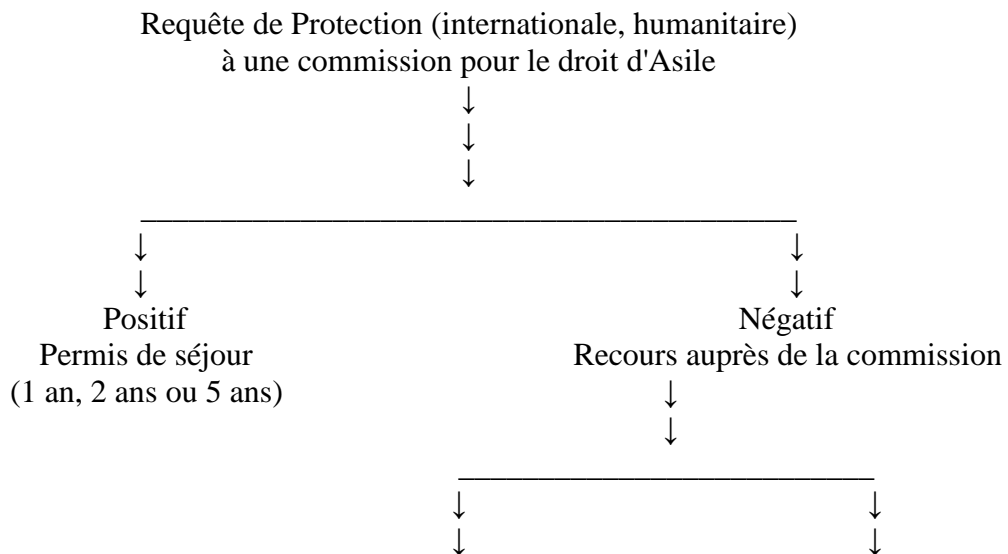 Requête de Protection (internationale, humanitaire)
à une commission pour le droit d'Asile
↓
↓
↓
↓ ↓
↓ ↓
Positif Négatif
Permis de séjour Recours auprès de la commission
(1 an, 2 ans ou 5 ans) ↓
↓
↓ ↓
↓ ↓